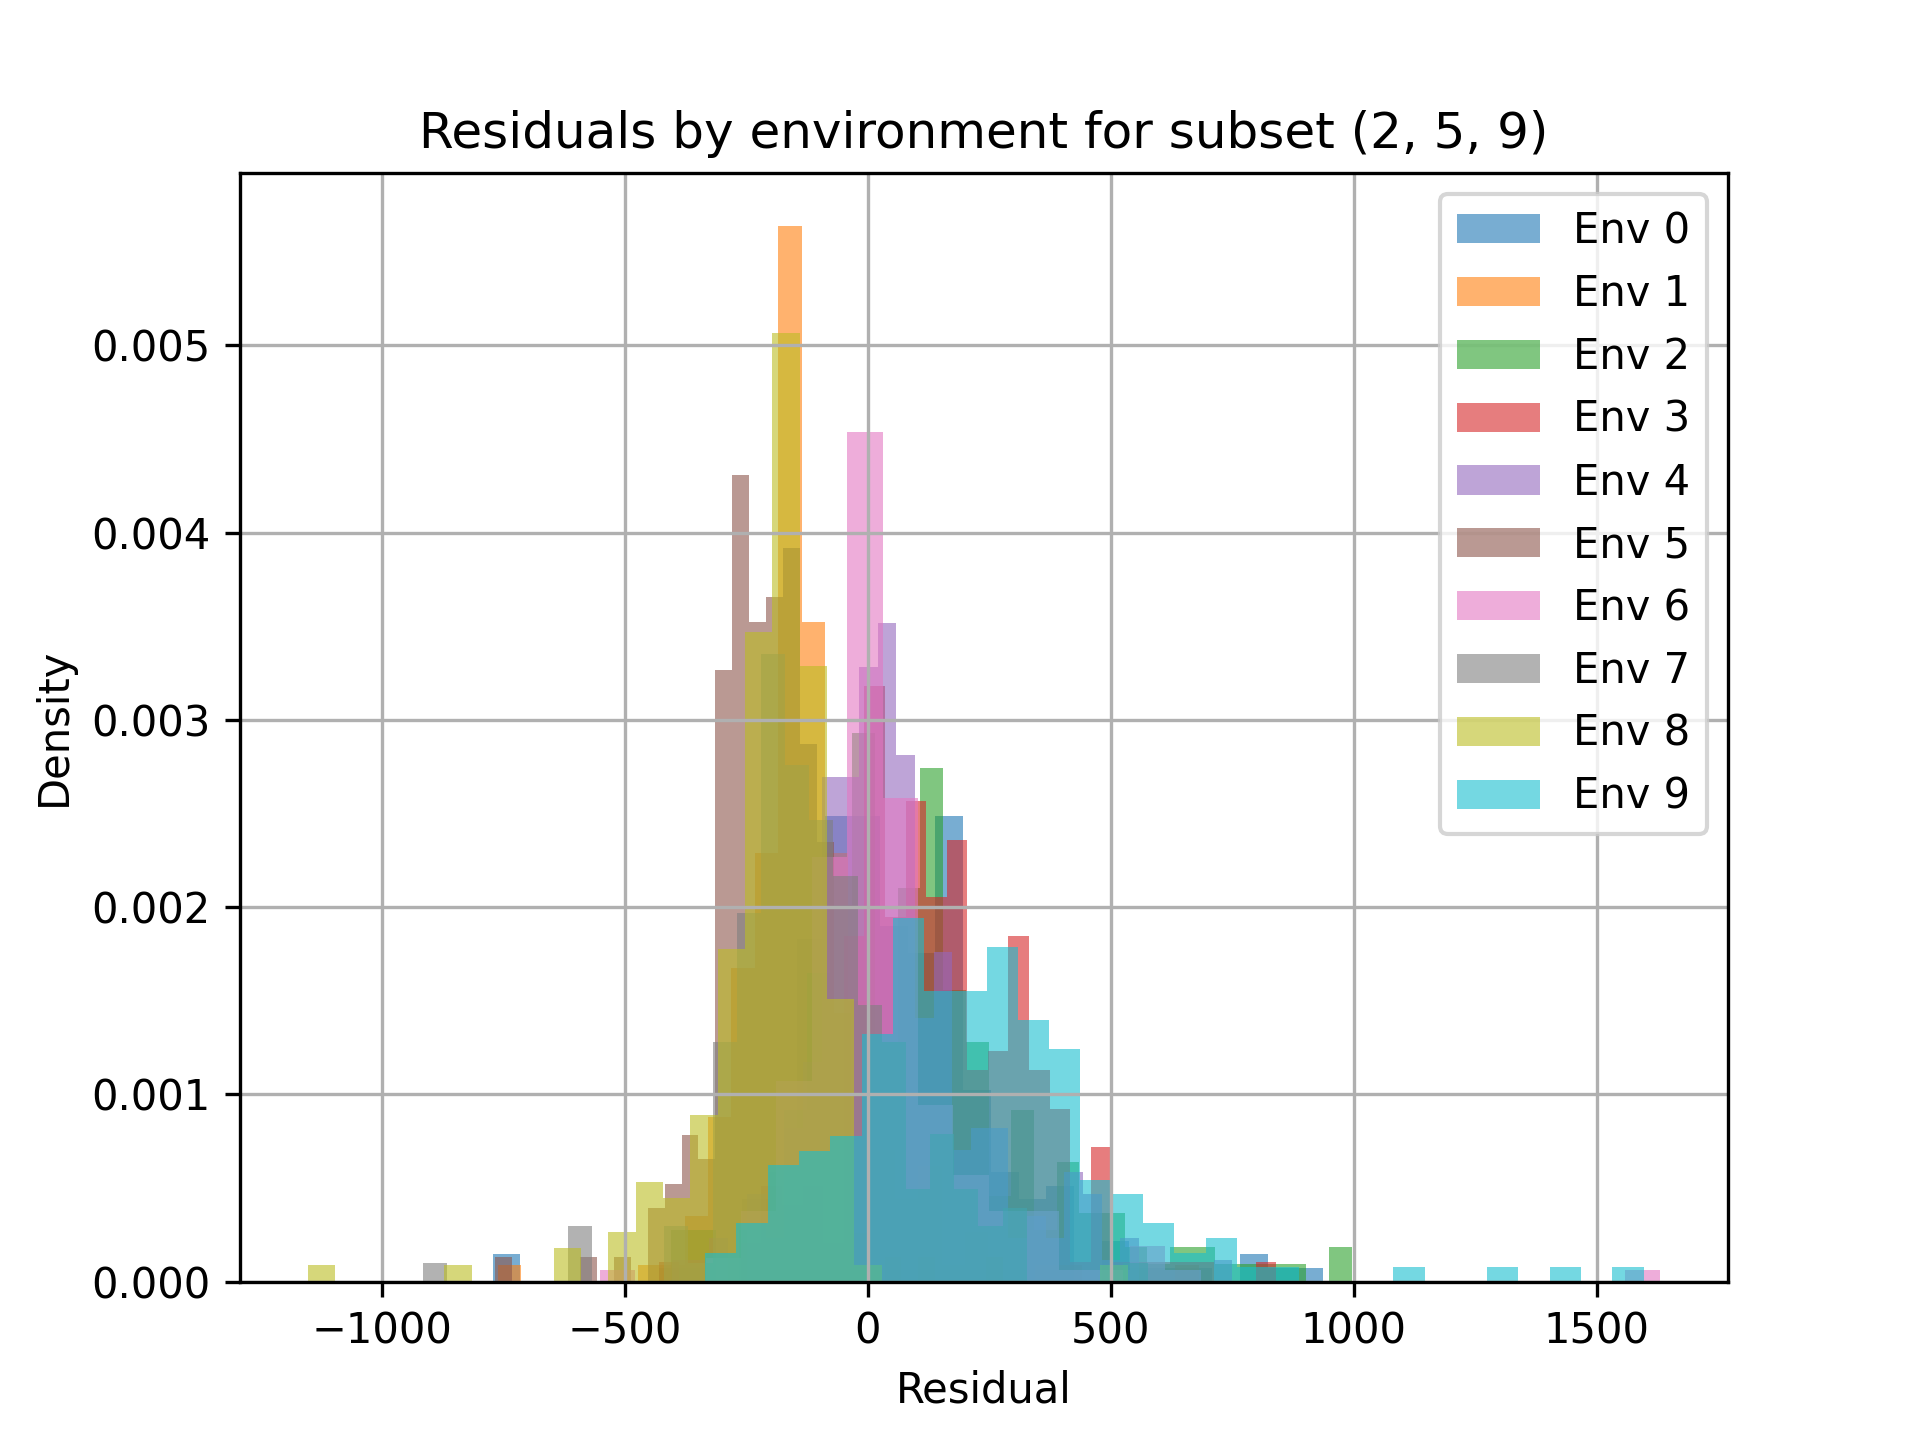 Residuals by environment for subset (2, 5, 9)
Env 0
Env 1
Env 2
Env 3
Env 4
Env 5
Env 6
Env 7
Env 8
Env 9
Density
0.005
0.004
0.003
0.002
0.001
0.000
−1000 −500 0 500 1000 1500
Residual